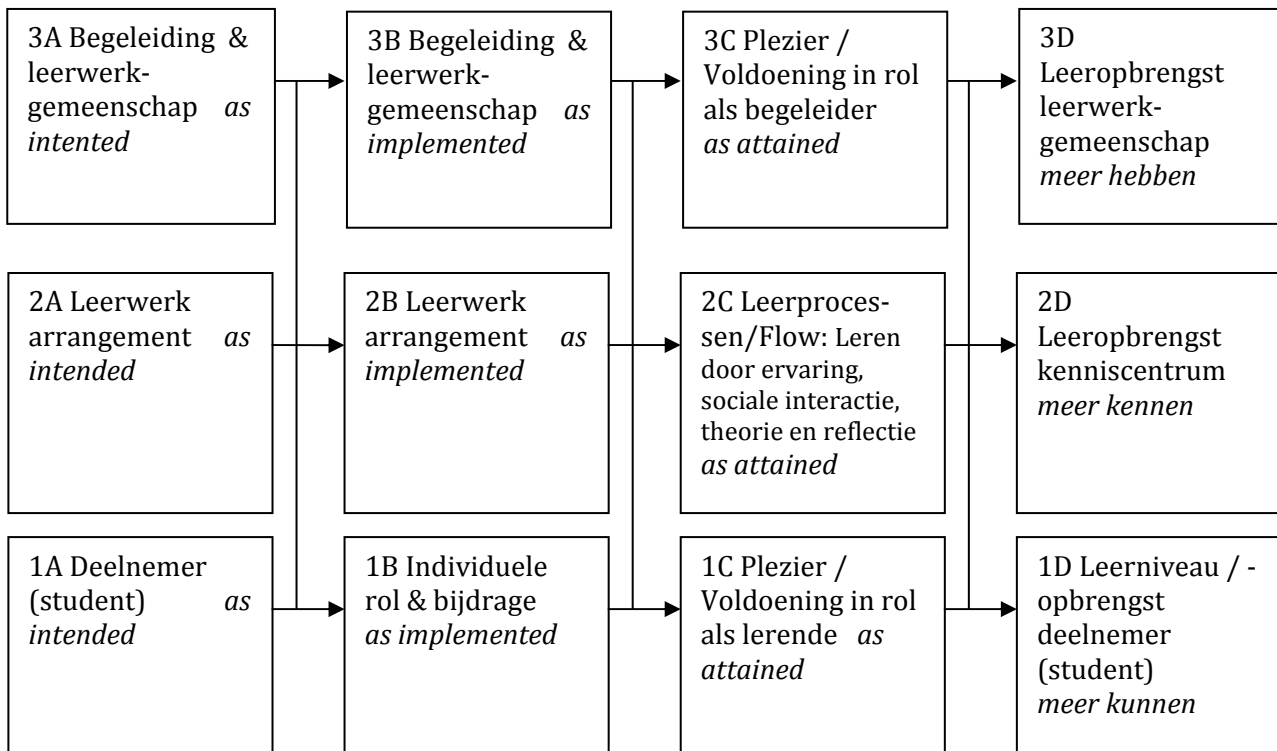 3A Begeleiding &
leerwerk-
gemeenschap as
intented
3B Begeleiding &
leerwerk-
gemeenschap as
implemented
3C Plezier /
Voldoening in rol
als begeleider
as attained
3D
Leeropbrengst
leerwerk-
gemeenschap
meer hebben
2A Leerwerk
arrangement as
intended
2B Leerwerk
arrangement as
implemented
2C Leerproces-
sen/Flow: Leren
door ervaring,
sociale interactie,
theorie en reflectie
as attained
2D
Leeropbrengst
kenniscentrum
meer kennen
1A Deelnemer
(student) as
intended
1B Individuele
rol & bijdrage
as implemented
1C Plezier /
Voldoening in rol
als lerende as
attained
1D Leerniveau / -
opbrengst
deelnemer
(student)
meer kunnen